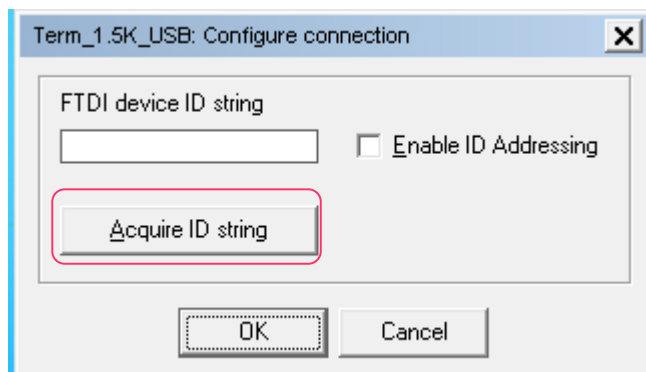 Term_1.5K_USB: Configure connection
FTDI device ID string
Enable ID Addressing
Acquire ID string
OK
Cancel